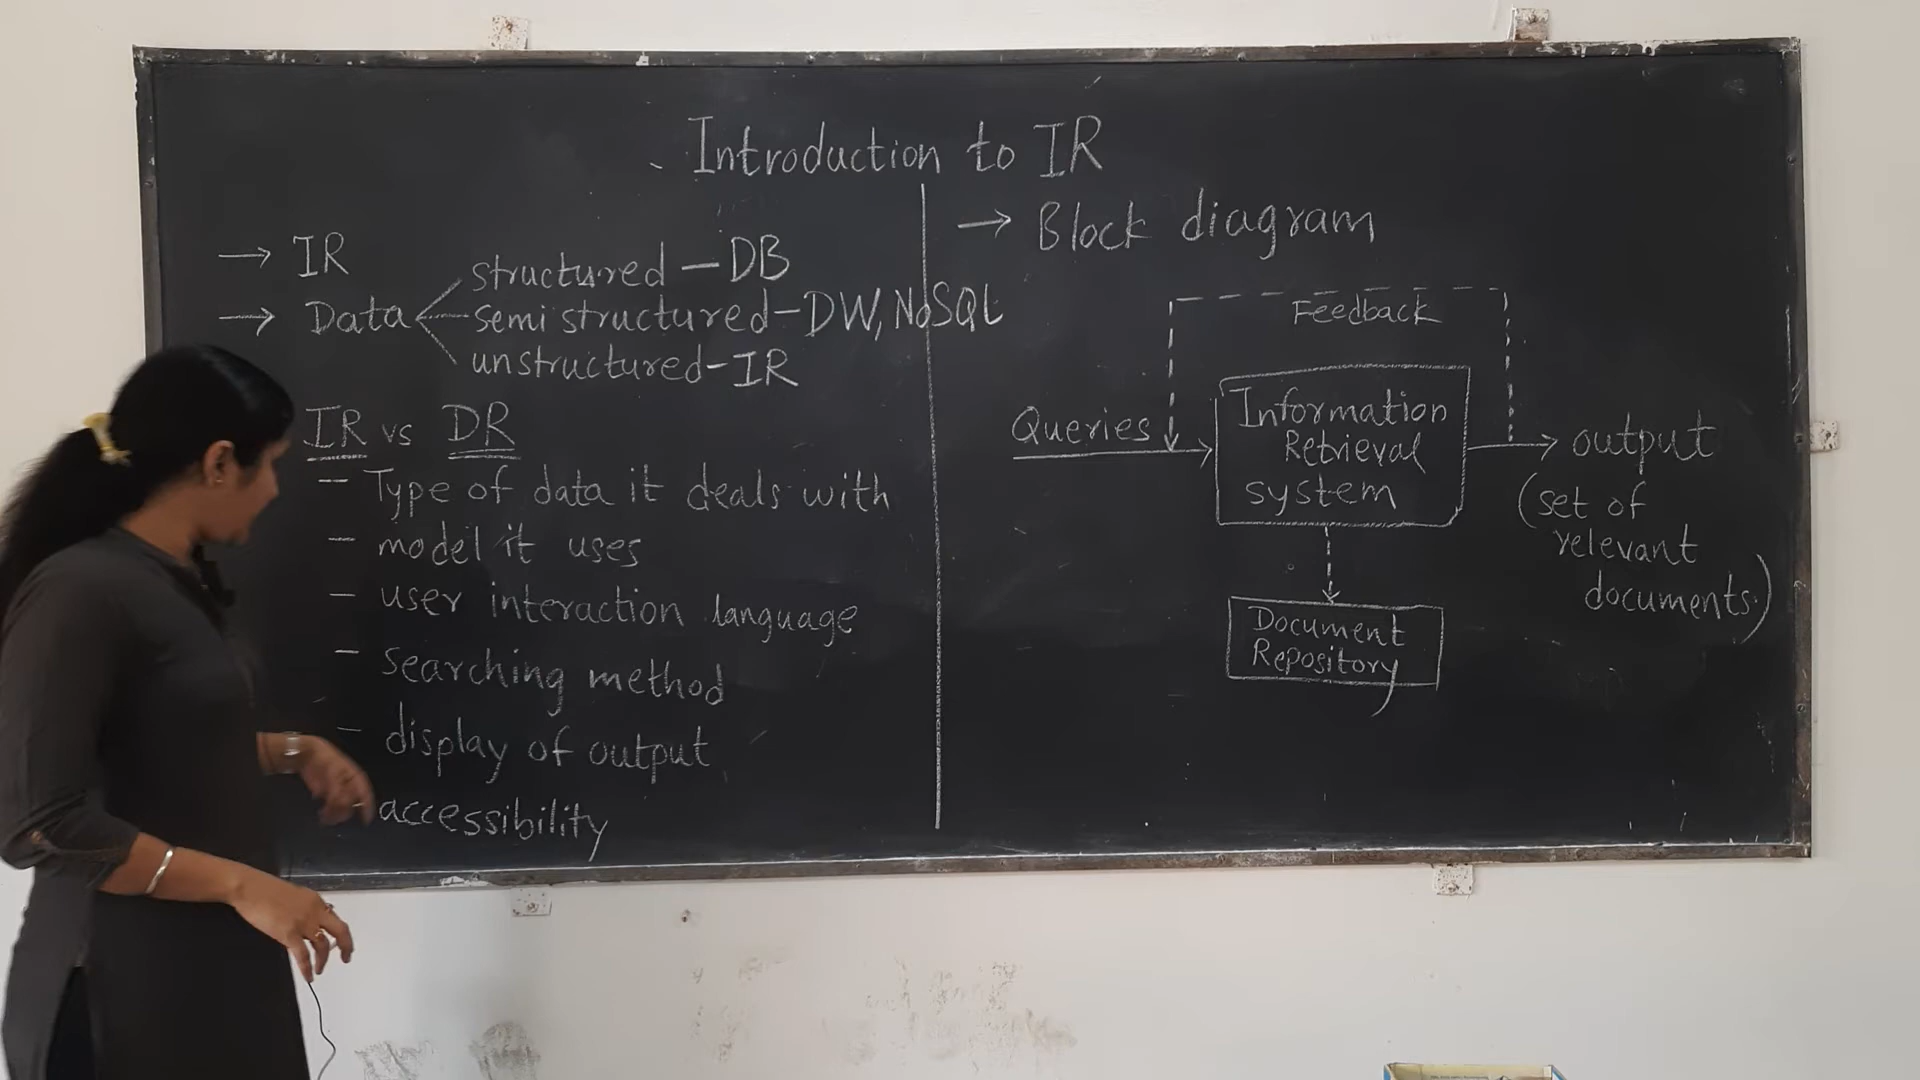 Introduction to IR
→ IR
→ Data
structured - DB
semi structured - DW, NoSQL
unstructured - IR
IR vs DR
- Type of data it deals with
- model it uses
- user interaction language
- searching method
- display of output
accessibility
→ Block diagram
Feedback
Queries
Information
Retrieval
system
output
(set of
relevant
documents)
Document
Repository